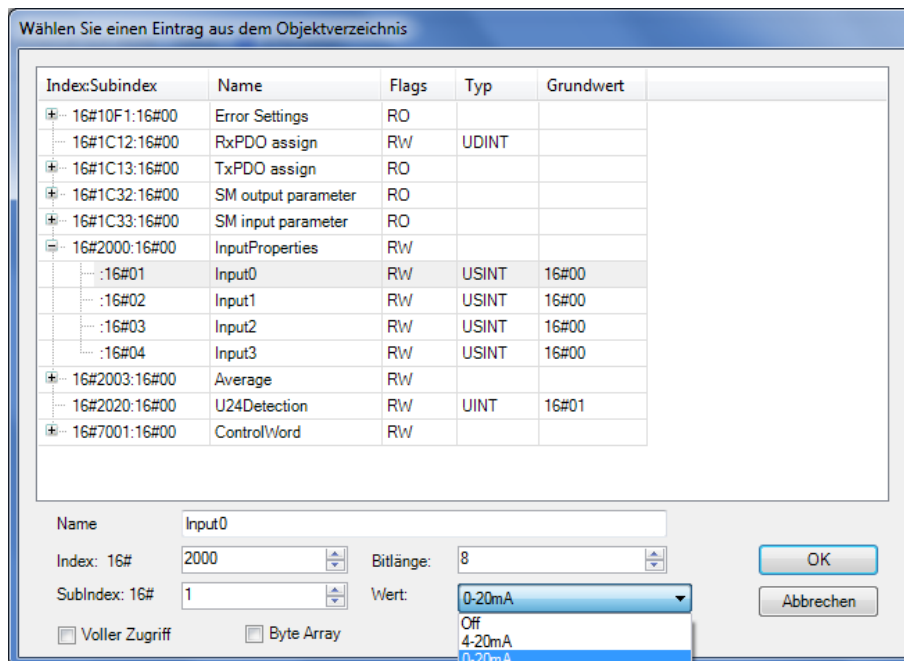 Wählen Sie einen Eintrag aus dem Objektverzeichnis
Index:Subindex Name Flags Typ Grundwert
16#10F1:16#00 Error Settings RO
16#1C12:16#00 RxPDO assign RW UDINT
16#1C13:16#00 TxPDO assign RO
16#1C32:16#00 SM output parameter RO
16#1C33:16#00 SM input parameter RO
16#2000:16#00 InputProperties RW
:16#01 Input0 RW USINT 16#00
:16#02 Input1 RW USINT 16#00
:16#03 Input2 RW USINT 16#00
:16#04 Input3 RW USINT 16#00
16#2003:16#00 Average RW
16#2020:16#00 U24Detection RW UINT 16#01
16#7001:16#00 ControlWord RW
Name Input0
Index: 16# 2000 Bitlänge: 8 OK
SubIndex: 16# 1 Wert: 0-20mA Abbrechen
Off
Voller Zugriff Byte Array 4-20mA
0-20mA